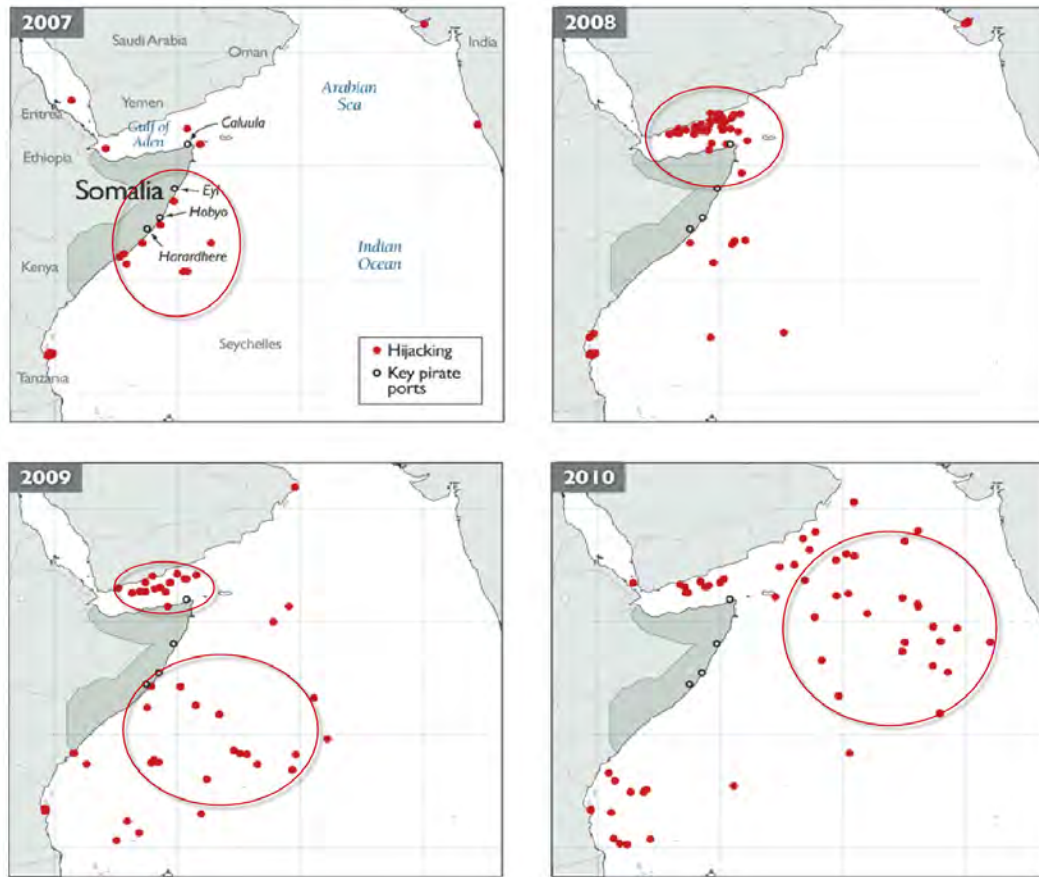 2007
Saudi Arabia
Oman
India
Arabian
Sea
Yemen
Eritrea
Gulf of
Aden
Caluula
Ethiopia
Somalia
Eyl
Hobyo
Harardhere
Indian
Ocean
Kenya
Seychelles
Tanzania
Hijacking
Key pirate
ports
2008
2009
2010